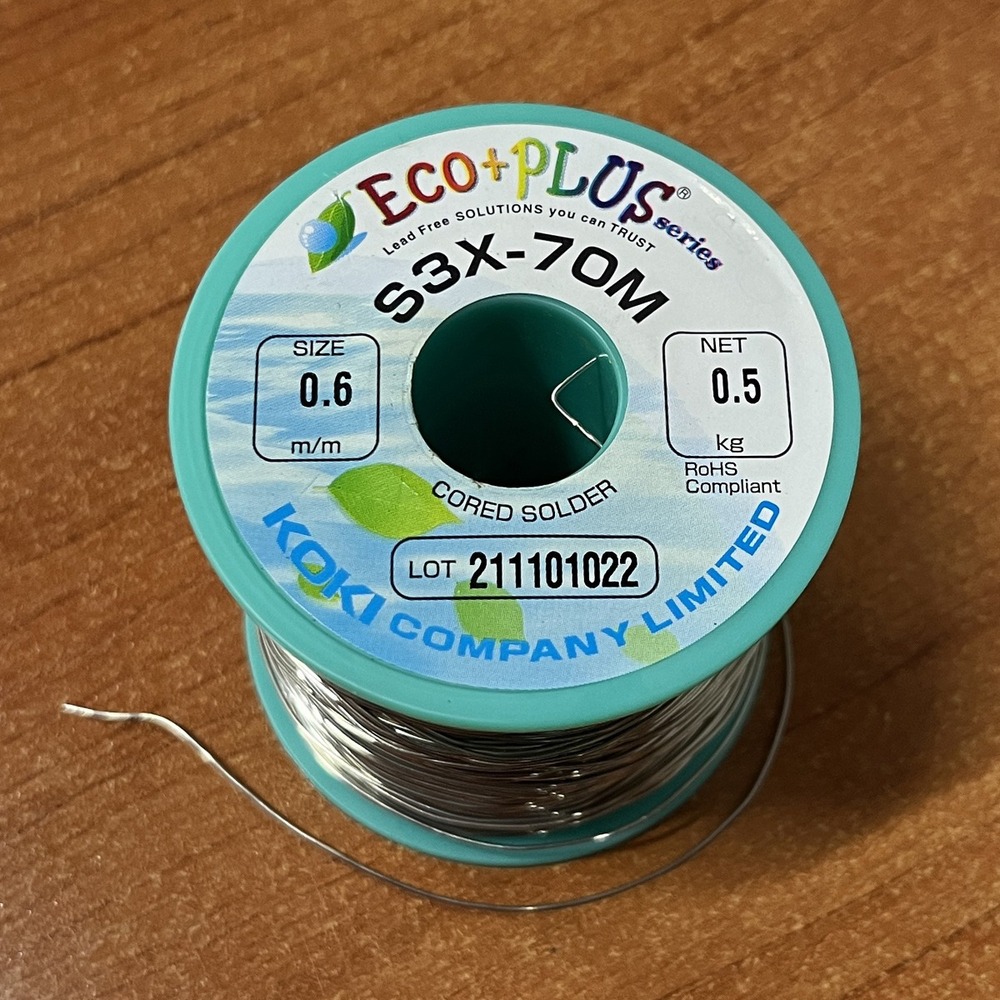 ECO+PLUS® series
Lead Free SOLUTIONS you can TRUST
S3X-70M
SIZE
0.6
m/m
NET
0.5
kg
RoHS
Compliant
CORED SOLDER
LOT 211101022
KOKI COMPANY LIMITED